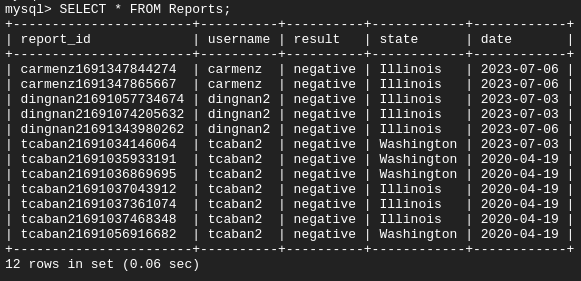 mysql> SELECT * FROM Reports;
+-----------------------+----------+----------+------------+------------+
| report_id             | username | result   | state      | date       |
+-----------------------+----------+----------+------------+------------+
| carmenz1691347844274  | carmenz  | negative | Illinois   | 2023-07-06 |
| carmenz1691347865667  | carmenz  | negative | Illinois   | 2023-07-06 |
| dingnan21691057734674 | dingnan2 | negative | Illinois   | 2023-07-03 |
| dingnan21691074205632 | dingnan2 | negative | Illinois   | 2023-07-03 |
| dingnan21691343980262 | dingnan2 | negative | Illinois   | 2023-07-06 |
| tcaban21691034146064  | tcaban2  | negative | Washington | 2023-07-03 |
| tcaban21691035933191  | tcaban2  | negative | Washington | 2020-04-19 |
| tcaban21691036869695  | tcaban2  | negative | Washington | 2020-04-19 |
| tcaban21691037043912  | tcaban2  | negative | Illinois   | 2020-04-19 |
| tcaban21691037361074  | tcaban2  | negative | Illinois   | 2020-04-19 |
| tcaban21691037468348  | tcaban2  | negative | Illinois   | 2020-04-19 |
| tcaban21691056916682  | tcaban2  | negative | Washington | 2020-04-19 |
+-----------------------+----------+----------+------------+------------+
12 rows in set (0.06 sec)